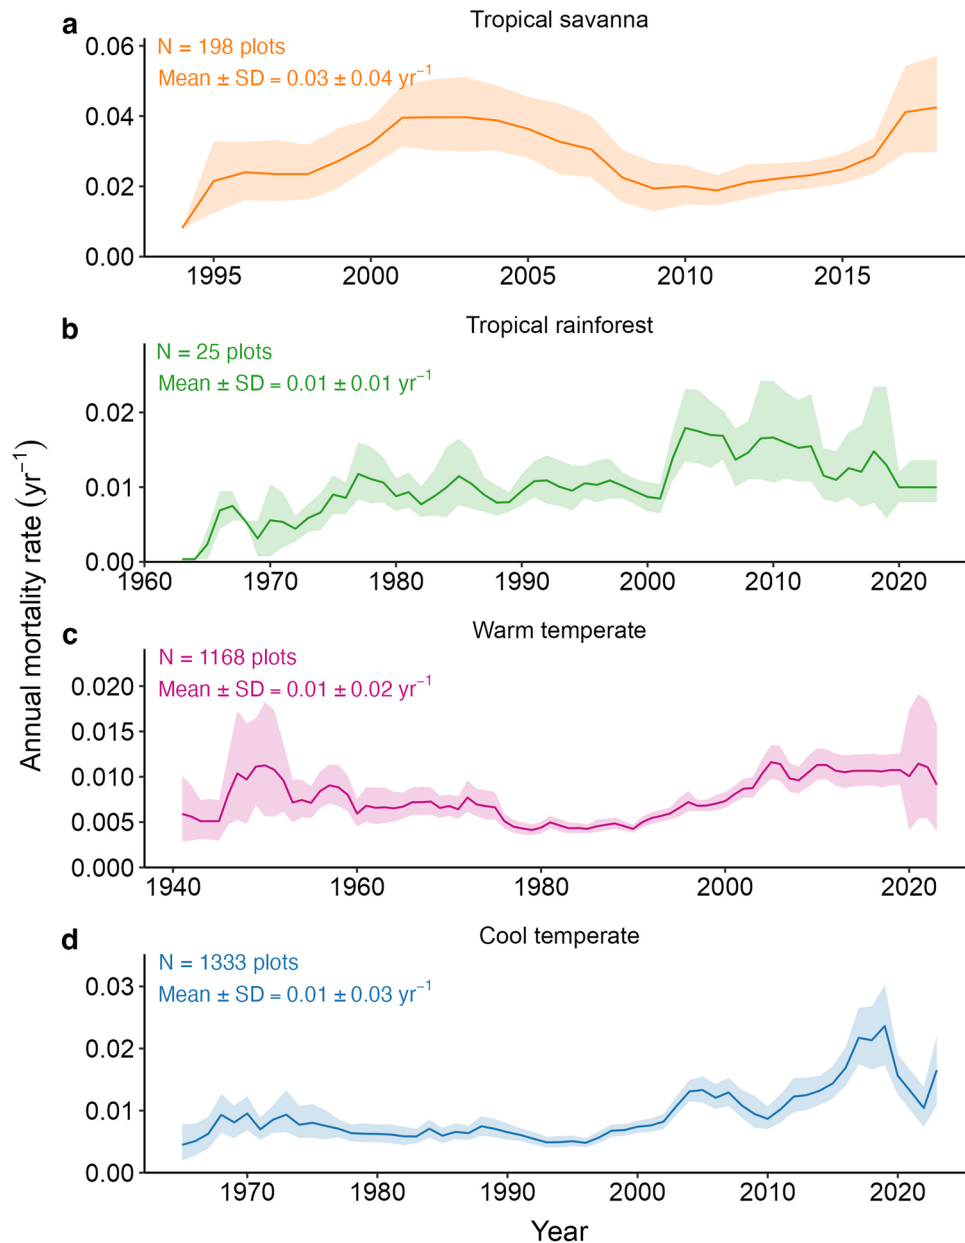 Annual mortality rate (yr⁻¹)
a
Tropical savanna
N = 198 plots
Mean ± SD = 0.03 ± 0.04 yr⁻¹
0.06
0.04
0.02
0.00
1995 2000 2005 2010 2015
b
Tropical rainforest
N = 25 plots
Mean ± SD = 0.01 ± 0.01 yr⁻¹
0.02
0.01
0.00
1960 1970 1980 1990 2000 2010 2020
c
Warm temperate
N = 1168 plots
Mean ± SD = 0.01 ± 0.02 yr⁻¹
0.020
0.015
0.010
0.005
0.000
1940 1960 1980 2000 2020
d
Cool temperate
N = 1333 plots
Mean ± SD = 0.01 ± 0.03 yr⁻¹
0.03
0.02
0.01
0.00
1970 1980 1990 2000 2010 2020
Year